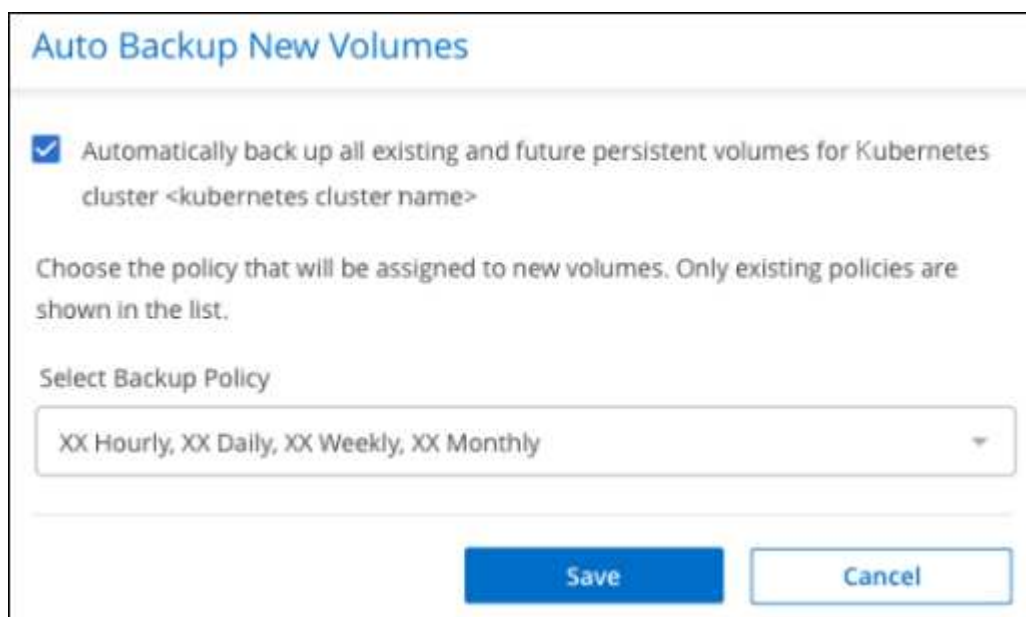 Auto Backup New Volumes
Automatically back up all existing and future persistent volumes for Kubernetes
cluster <kubernetes cluster name>
Choose the policy that will be assigned to new volumes. Only existing policies are
shown in the list.
Select Backup Policy
XX Hourly, XX Daily, XX Weekly, XX Monthly
Save
Cancel